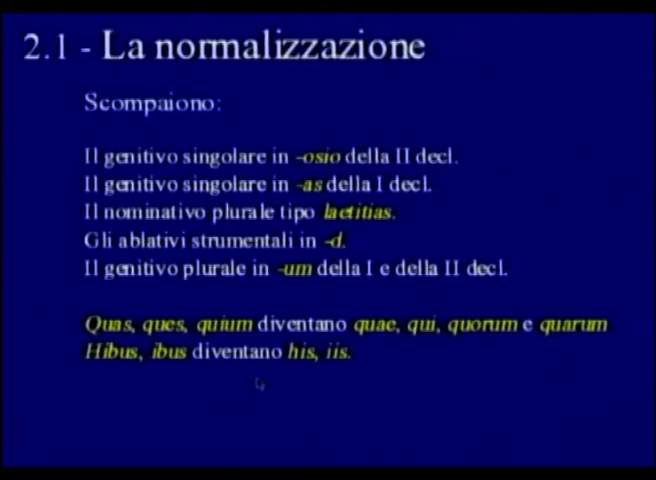 2.1 - La normalizzazione
Scompaiono:
Il genitivo singolare in -osio della II decl.
Il genitivo singolare in -as della I decl.
Il nominativo plurale tipo laetitias.
Gli ablativi strumentali in -d.
Il genitivo plurale in -um della I e della II decl.
Quas, ques, quium diventano quae, qui, quorum e quarum
Hibus, ibus diventano his, iis.